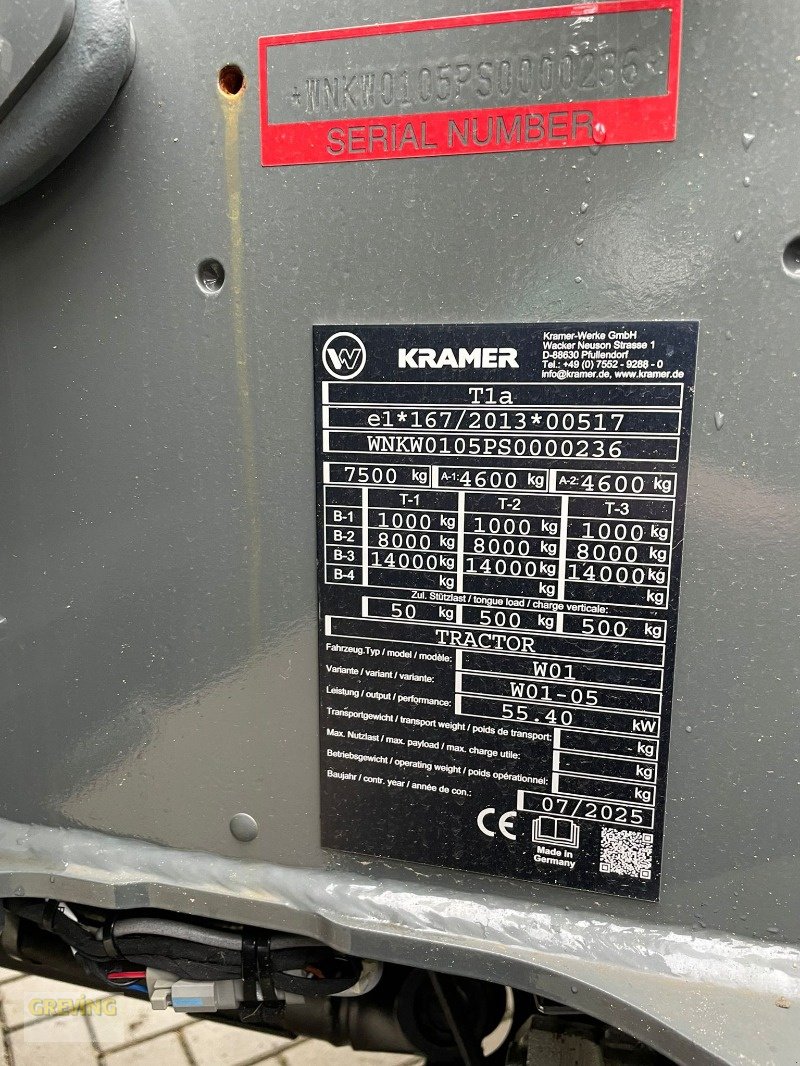 *WNKW0105PS0000236*
SERIAL NUMBER
W KRAMER
Kramer-Werke GmbH
Wacker Neuson Strasse 1
D-88630 Pfullendorf
Tel.: +49 (0) 7552 - 9288 - 0
info@kramer.de, www.kramer.de
T1a
e1*167/2013*00517
WNKW0105PS0000236
7500 kg A-1: 4600 kg A-2: 4600 kg
T-1 T-2 T-3
B-1 1000 kg 1000 kg 1000 kg
B-2 8000 kg 8000 kg 8000 kg
B-3 14000 kg 14000 kg 14000 kg
B-4 kg kg kg
Zul. Stützlast / tongue load / charge verticale:
50 kg 500 kg 500 kg
TRACTOR
Fahrzeug.Typ / model / modèle: W01
Variante / variant / variante: W01-05
Leistung / output / performance: 55.40 kW
Transportgewicht / transport weight / poids de transport: - kg
Max. Nutzlast / max. payload / max. charge utile: kg
Betriebsgewicht / operating weight / poids opérationnel: kg
Baujahr / contr. year / année de con.: 07/2025
CE
Made in
Germany
GREVING